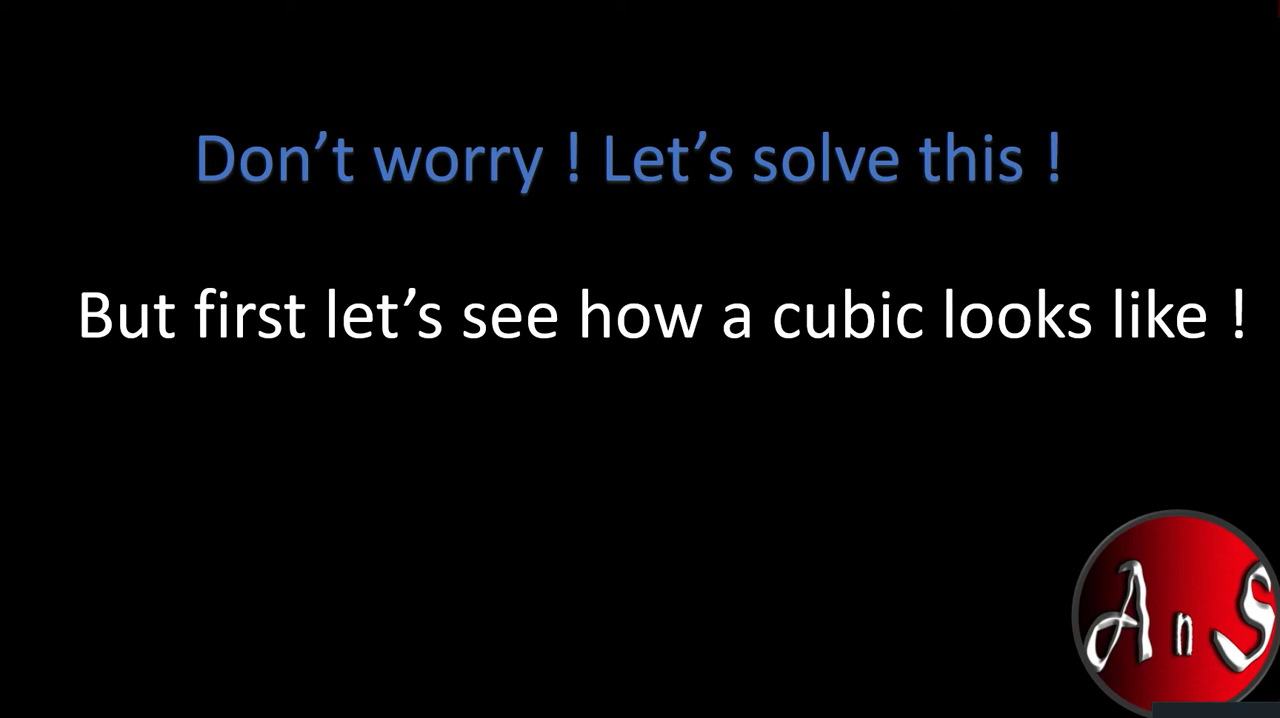 Don’t worry ! Let’s solve this !
But first let’s see how a cubic looks like !
AnS